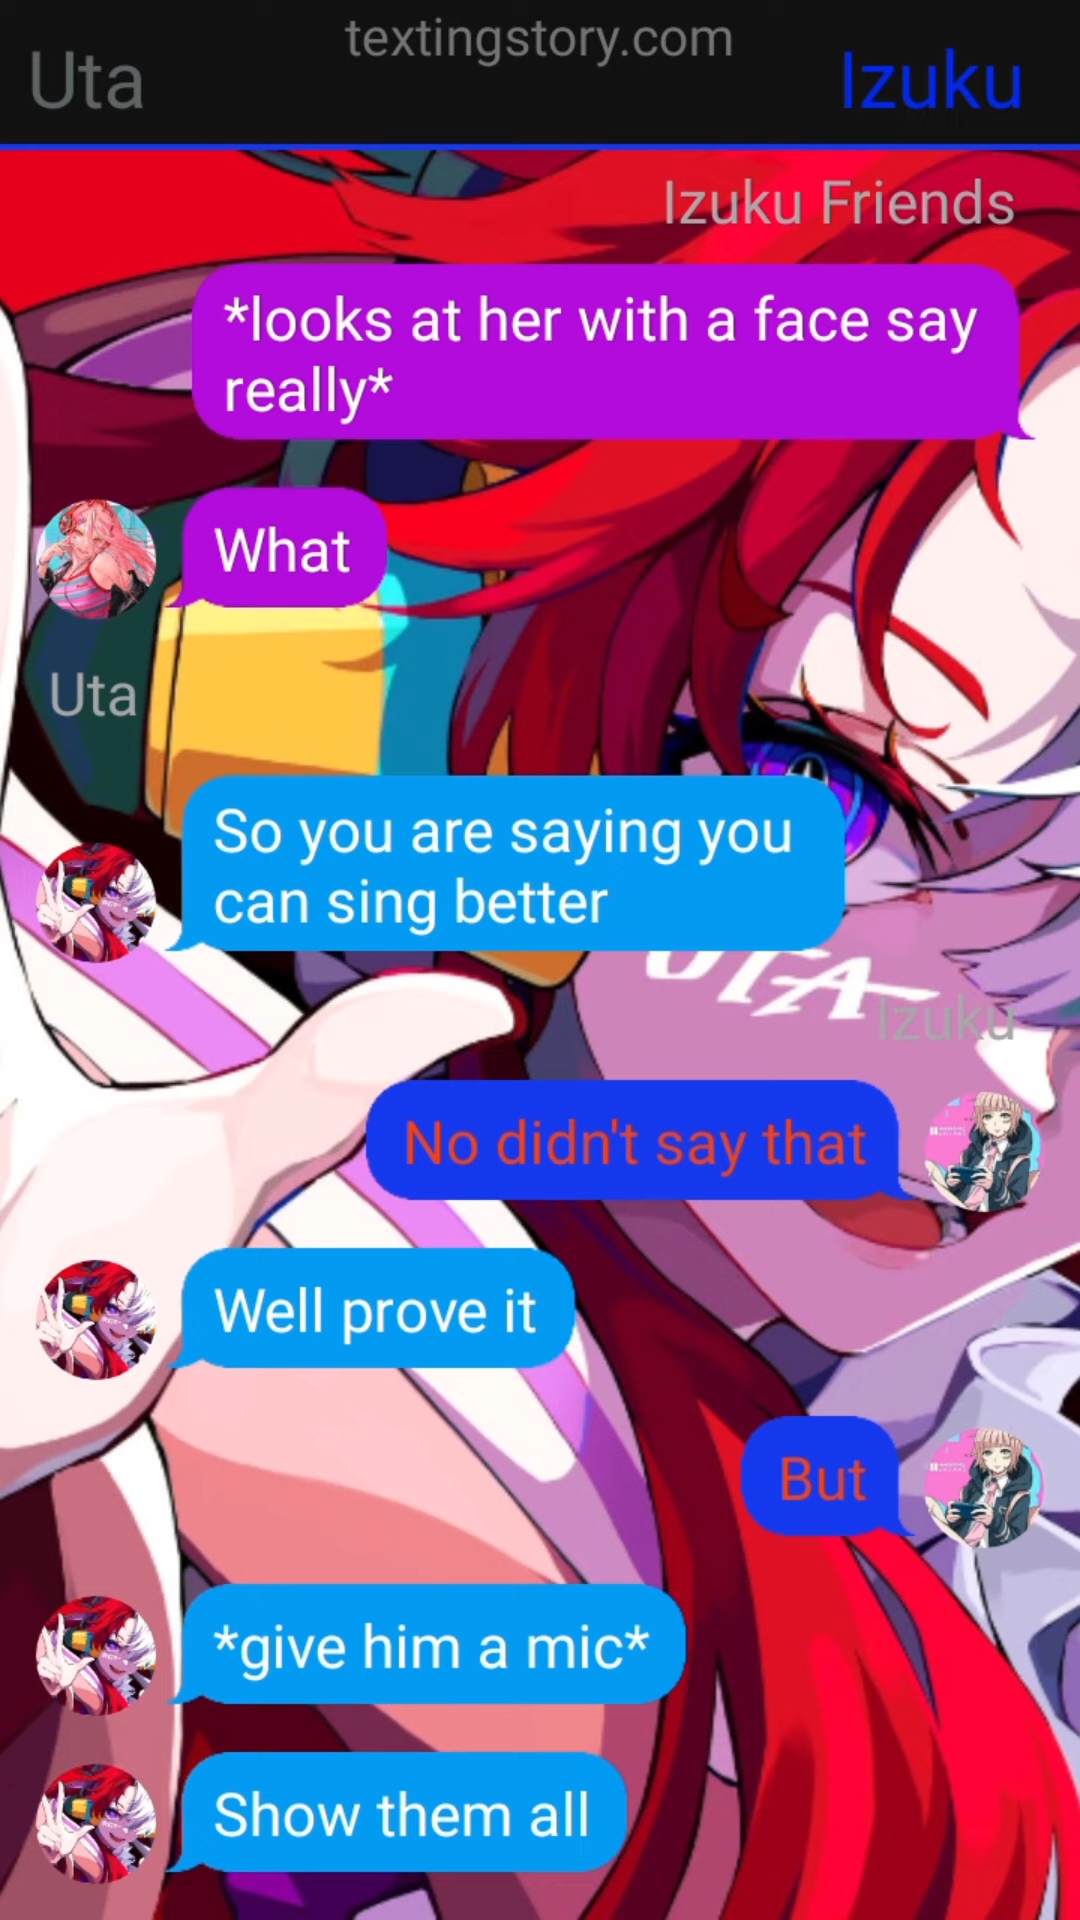 textingstory.com
Uta
Izuku
Izuku Friends
*looks at her with a face say
really*
What
Uta
So you are saying you
can sing better
UTA
Izuku
No didn't say that
Well prove it
But
*give him a mic*
Show them all